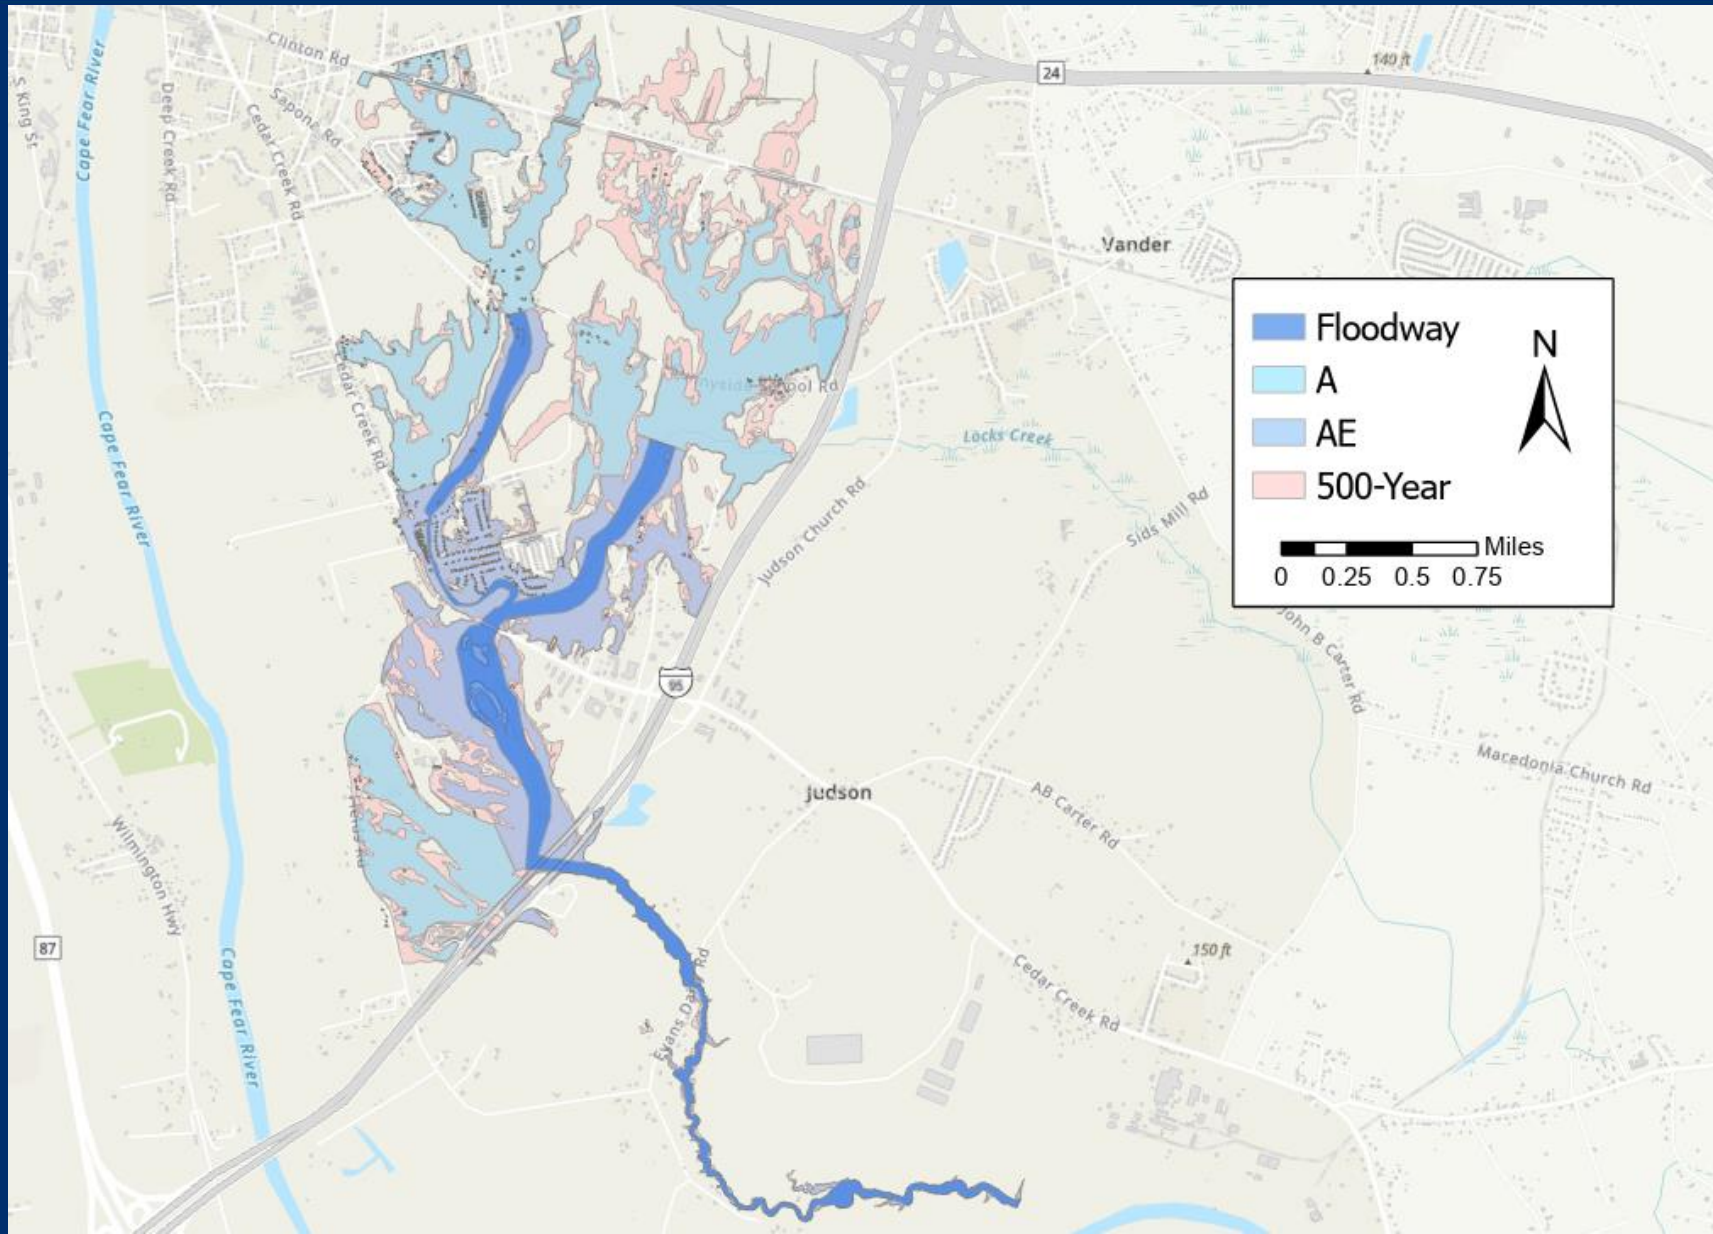 Clinton Rd
24
140 ft
S King St
Cape Fear River
Deep Creek Rd
Sapona Rd
Cedar Creek Rd
Vander
Floodway
A
AE
500-Year
N
Miles
0 0.25 0.5 0.75
School Rd
Cedar Creek Rd
Locks Creek
Cape Fear River
Judson Church Rd
Sids Mill Rd
John B Carter Rd
95
Macedonia Church Rd
Judson
AB Carter Rd
Wilmington Hwy
87
150 ft
Cape Fear River
Evans Dairy Rd
Cedar Creek Rd